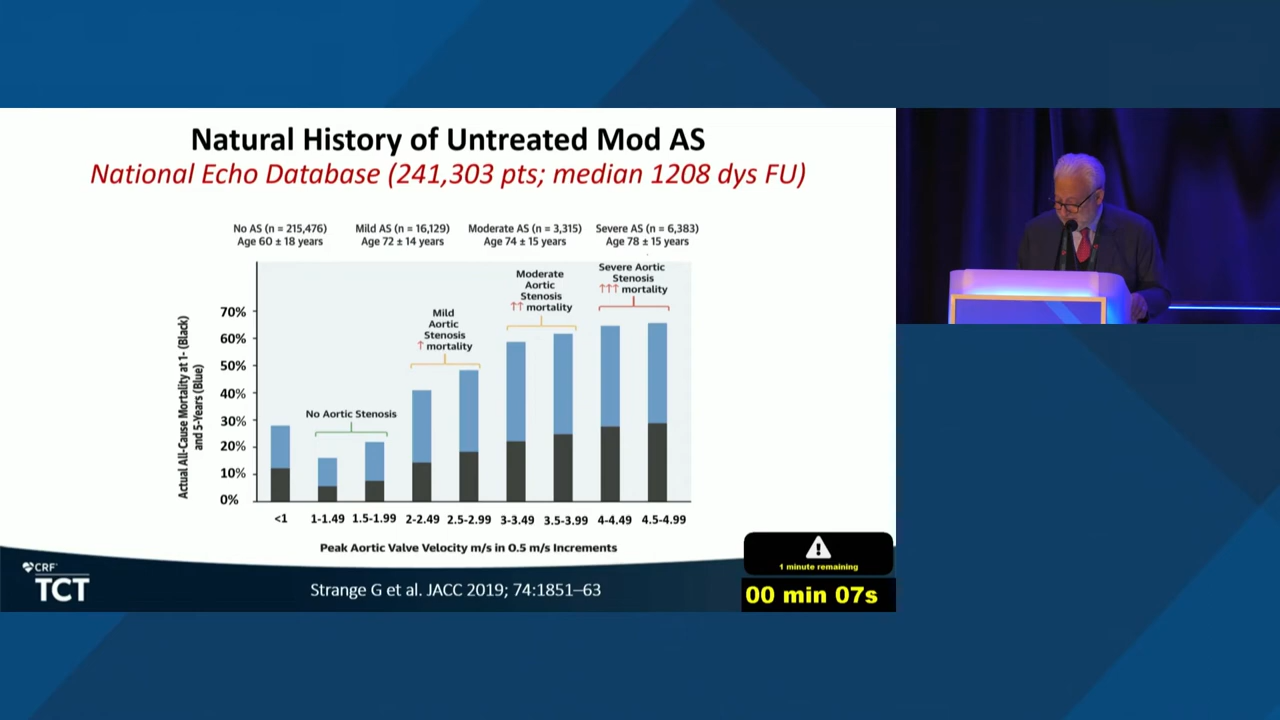 Natural History of Untreated Mod AS
National Echo Database (241,303 pts; median 1208 dys FU)
No AS (n = 215,476)
Age 60 ± 18 years
Mild AS (n = 16,129)
Age 72 ± 14 years
Moderate AS (n = 3,315)
Age 74 ± 15 years
Severe AS (n = 6,383)
Age 78 ± 15 years
Severe Aortic
Stenosis
↑↑↑ mortality
Moderate
Aortic
Stenosis
↑↑ mortality
Mild
Aortic
Stenosis
↑ mortality
No Aortic Stenosis
Actual All-Cause Mortality at 1- (Black)
and 5-Years (Blue)
70%
60%
50%
40%
30%
20%
10%
0%
<1 1-1.49 1.5-1.99 2-2.49 2.5-2.99 3-3.49 3.5-3.99 4-4.49 4.5-4.99
Peak Aortic Valve Velocity m/s in 0.5 m/s Increments
CRF
TCT
Strange G et al. JACC 2019; 74:1851–63
1 minute remaining
00 min 07s